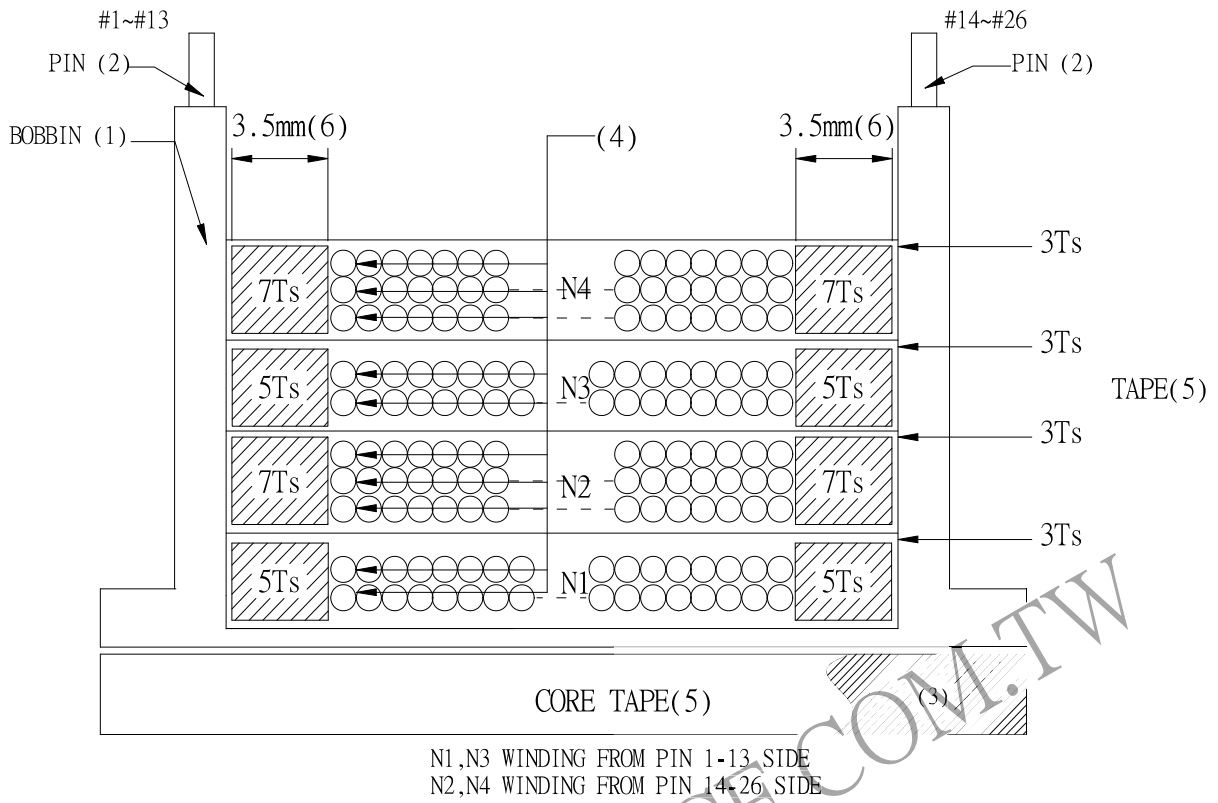 #1~#13
#14~#26
PIN (2)
PIN (2)
BOBBIN (1)
3.5mm(6)
(4)
3.5mm(6)
3Ts
7Ts
N4
7Ts
3Ts
5Ts
N3
5Ts
TAPE(5)
3Ts
7Ts
N2
7Ts
3Ts
5Ts
N1
5Ts
CORE TAPE(5)
(3)
N1,N3 WINDING FROM PIN 1-13 SIDE
N2,N4 WINDING FROM PIN 14-26 SIDE
COM.TW